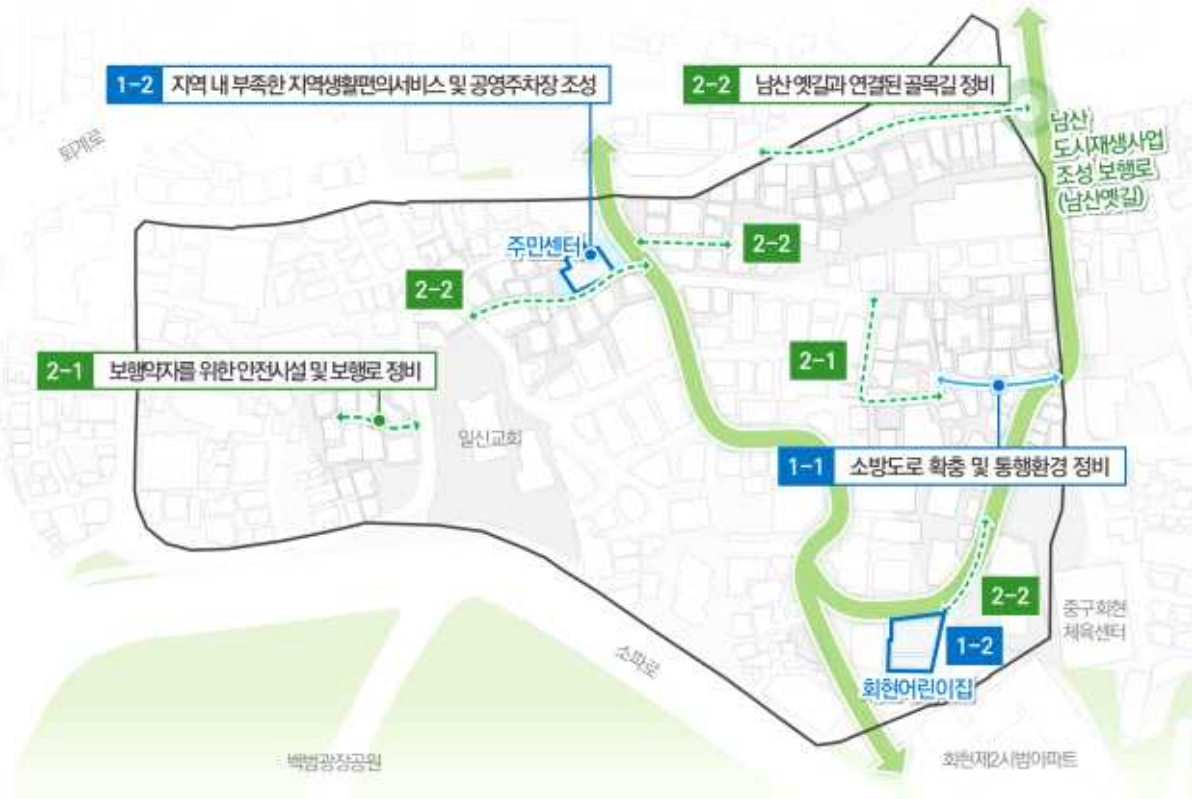 1-2 지역 내 부족한 지역생활편의서비스 및 공영주차장 조성
2-2 남산 옛길과 연결된 골목길 정비
남산
도시재생사업
조성 보행로
(남산옛길)
퇴계로
주민센터
2-2
2-2
2-1 보행약자를 위한 안전시설 및 보행로 정비
2-1
일신교회
1-1 소방도로 확충 및 통행환경 정비
2-2
중구회현
체육센터
1-2
회현어린이집
소파로
백범광장공원
회현제2시범아파트